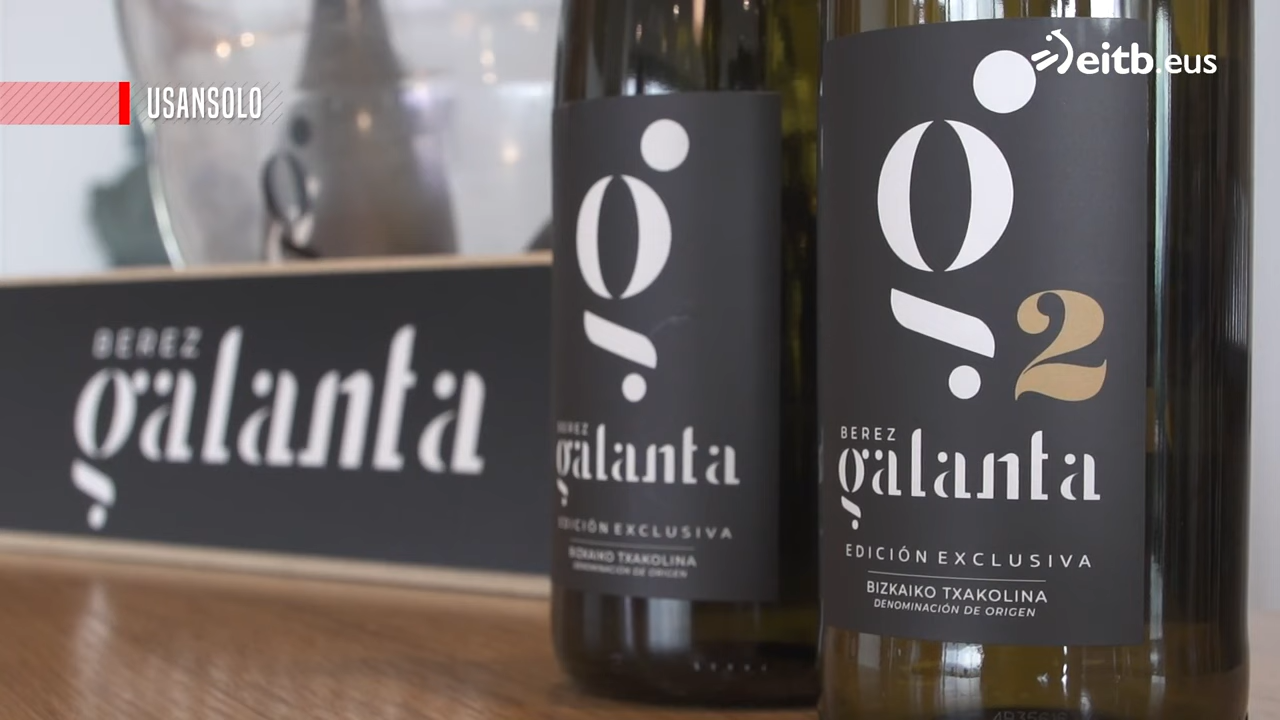 USANSOLO
eitb.eus
BEREZ
galanta
g
BEREZ
galanta
EDICIÓN EXCLUSIVA
BIZKAIKO TXAKOLINA
DENOMINACIÓN DE ORIGEN
g2
BEREZ
galanta
EDICIÓN EXCLUSIVA
BIZKAIKO TXAKOLINA
DENOMINACIÓN DE ORIGEN